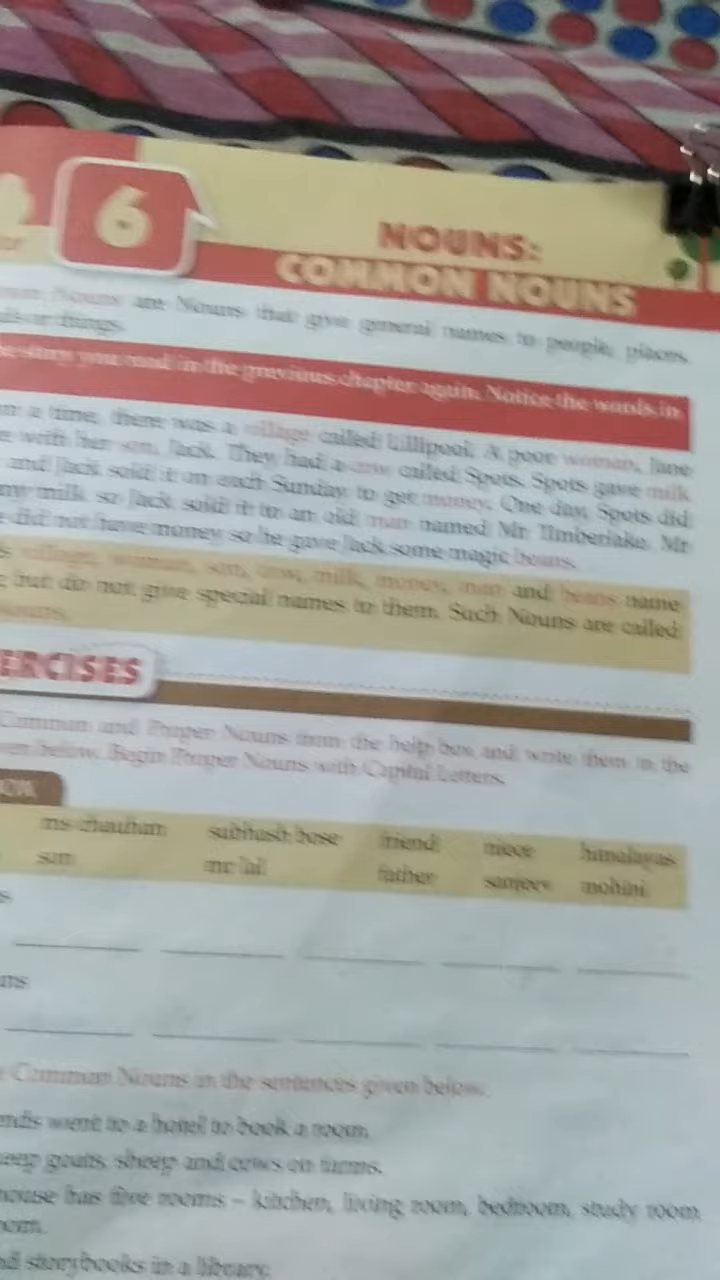 6
NOUNS:
COMMON NOUNS
Nouns are Nouns that give general names to people, places,
or things.
story you read in the previous chapter again. Notice the words in
a time, there was a village called Lillipool. A poor woman, Jane
with her son, Jack. They had a cow called Spots. Spots gave milk
and Jack sold it on each Sunday to get money. One day, Spots did
milk so Jack sold it to an old man named Mr Timberlake. Mr
did not have money so he gave Jack some magic beans.
village, woman, son, cow, milk, money, man and beans name
but do not give special names to them. Such Nouns are called
ERCISES
Common and Proper Nouns from the help box and write them in the
below. Begin Proper Nouns with Capital Letters.
ms chauhan subhash bose friend niece himalayas
mr lal father sanjeev mohini
Common Nouns in the sentences given below.
went to a hotel to book a room.
goats, sheep and cows on farms.
house has five rooms – kitchen, living room, bedroom, study room
storybooks in a library.